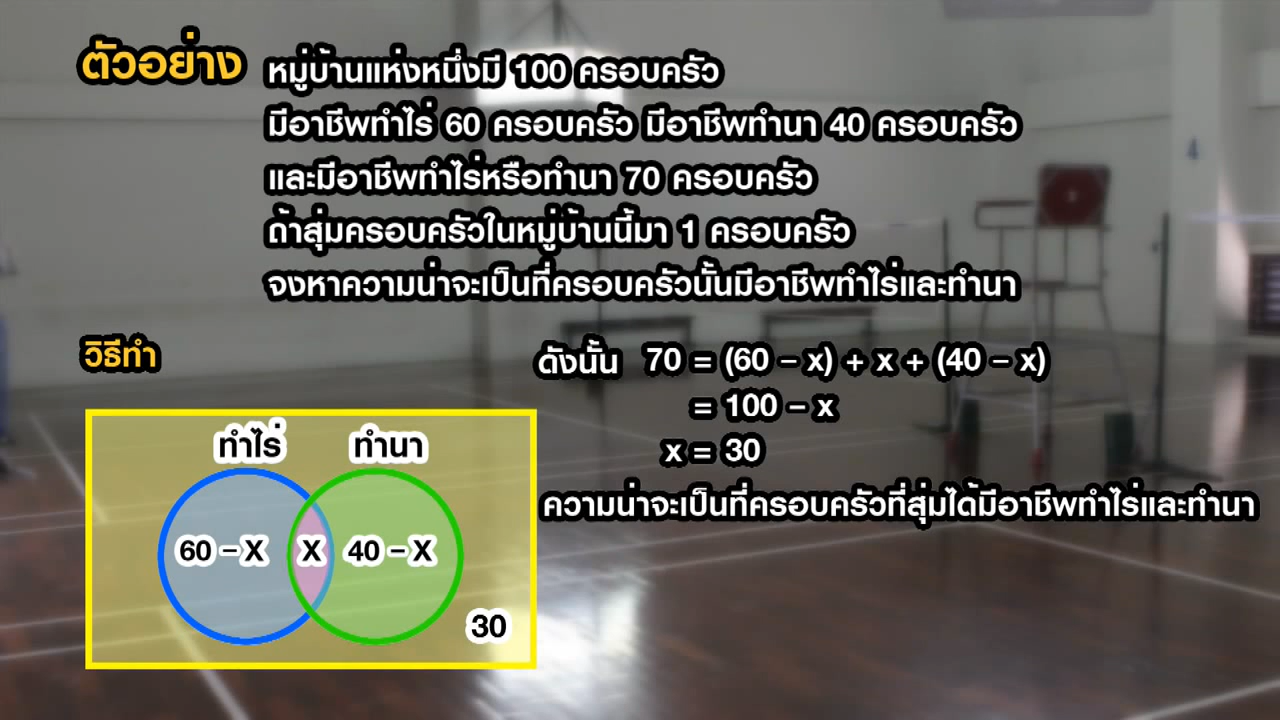 ตัวอย่าง หมู่บ้านแห่งหนึ่งมี 100 ครอบครัว
มีอาชีพทำไร่ 60 ครอบครัว มีอาชีพทำนา 40 ครอบครัว
และมีอาชีพทำไร่หรือทำนา 70 ครอบครัว
ถ้าสุ่มครอบครัวในหมู่บ้านนี้มา 1 ครอบครัว
จงหาความน่าจะเป็นที่ครอบครัวนั้นมีอาชีพทำไร่และทำนา
วิธีทำ
ทำไร่ ทำนา
60 – X X 40 – X
30
ดังนั้น 70 = (60 – x) + x + (40 – x)
= 100 – x
x = 30
ความน่าจะเป็นที่ครอบครัวที่สุ่มได้มีอาชีพทำไร่และทำนา
4